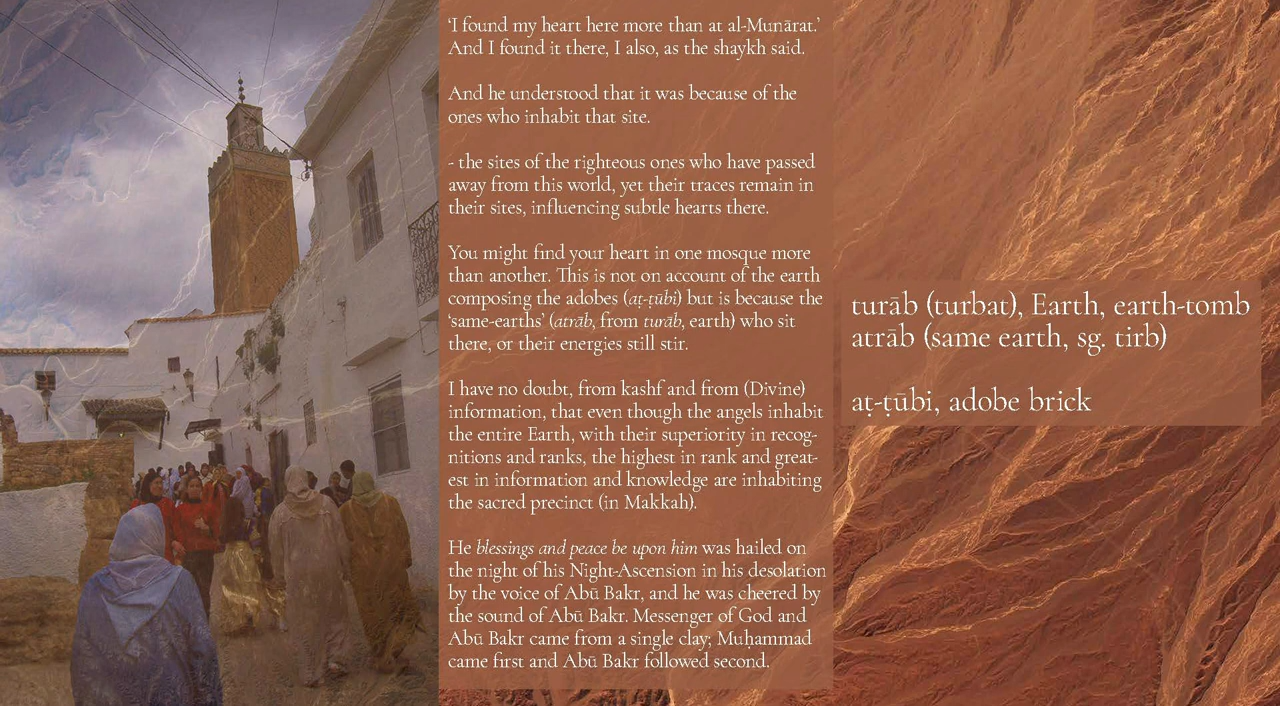 ‘I found my heart here more than at al-Munārat.’
And I found it there, I also, as the shaykh said.
And he understood that it was because of the
ones who inhabit that site.
- the sites of the righteous ones who have passed
away from this world, yet their traces remain in
their sites, influencing subtle hearts there.
You might find your heart in one mosque more
than another. This is not on account of the earth
composing the adobes (aṭ-ṭūbi) but is because the
‘same-earths’ (atrāb, from turāb, earth) who sit
there, or their energies still stir.
I have no doubt, from kashf and from (Divine)
information, that even though the angels inhabit
the entire Earth, with their superiority in recog-
nitions and ranks, the highest in rank and great-
est in information and knowledge are inhabiting
the sacred precinct (in Makkah).
He blessings and peace be upon him was hailed on
the night of his Night-Ascension in his desolation
by the voice of Abū Bakr, and he was cheered by
the sound of Abū Bakr. Messenger of God and
Abū Bakr came from a single clay; Muḥammad
came first and Abū Bakr followed second.
turāb (turbat), Earth, earth-tomb
atrāb (same earth, sg. tirb)
aṭ-ṭūbi, adobe brick